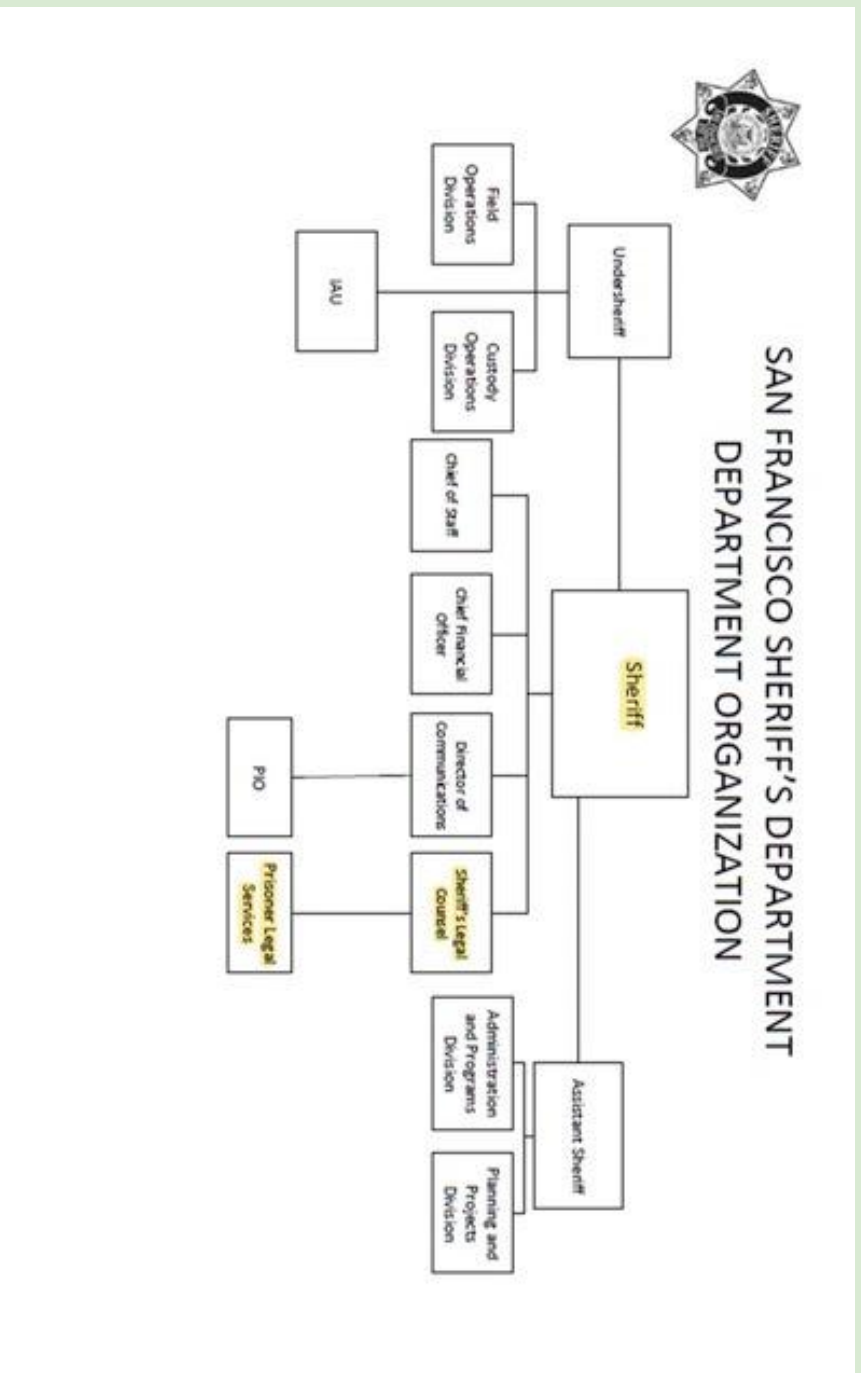 SAN FRANCISCO SHERIFF'S DEPARTMENT
DEPARTMENT ORGANIZATION
SHERIFF
Sheriff
Undersheriff
Assistant Sheriff
Field
Operations
Division
Custody
Operations
Division
IAU
Chief of Staff
Chief Financial
Officer
Director of
Communications
Sheriff's Legal
Counsel
PIO
Prisoner Legal
Services
Administration
and Programs
Division
Planning and
Projects
Division